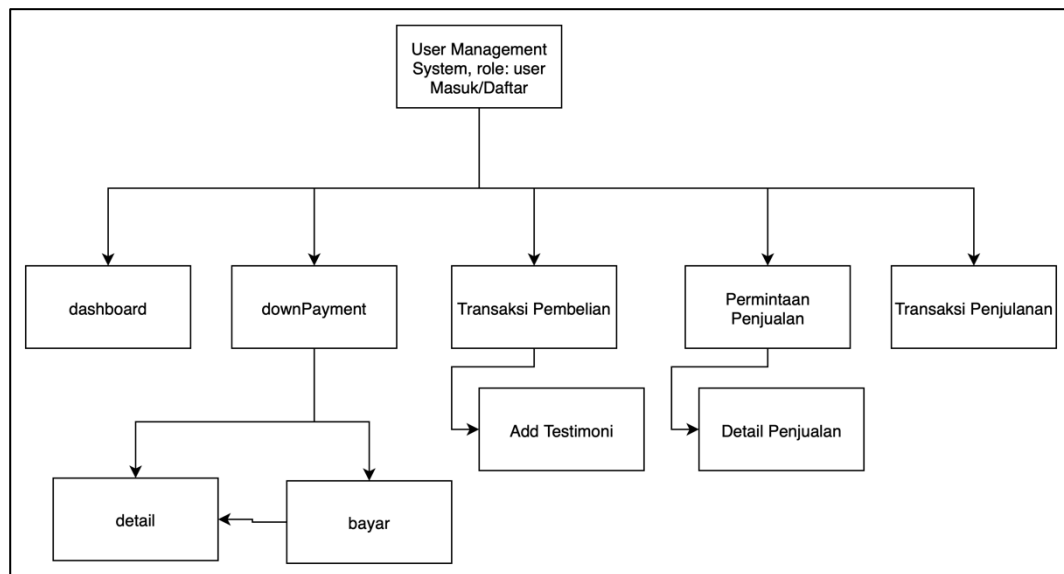 User Management
System, role: user
Masuk/Daftar
dashboard
downPayment
Transaksi Pembelian
Permintaan
Penjualan
Transaksi Penjulanan
Add Testimoni
Detail Penjualan
detail
bayar